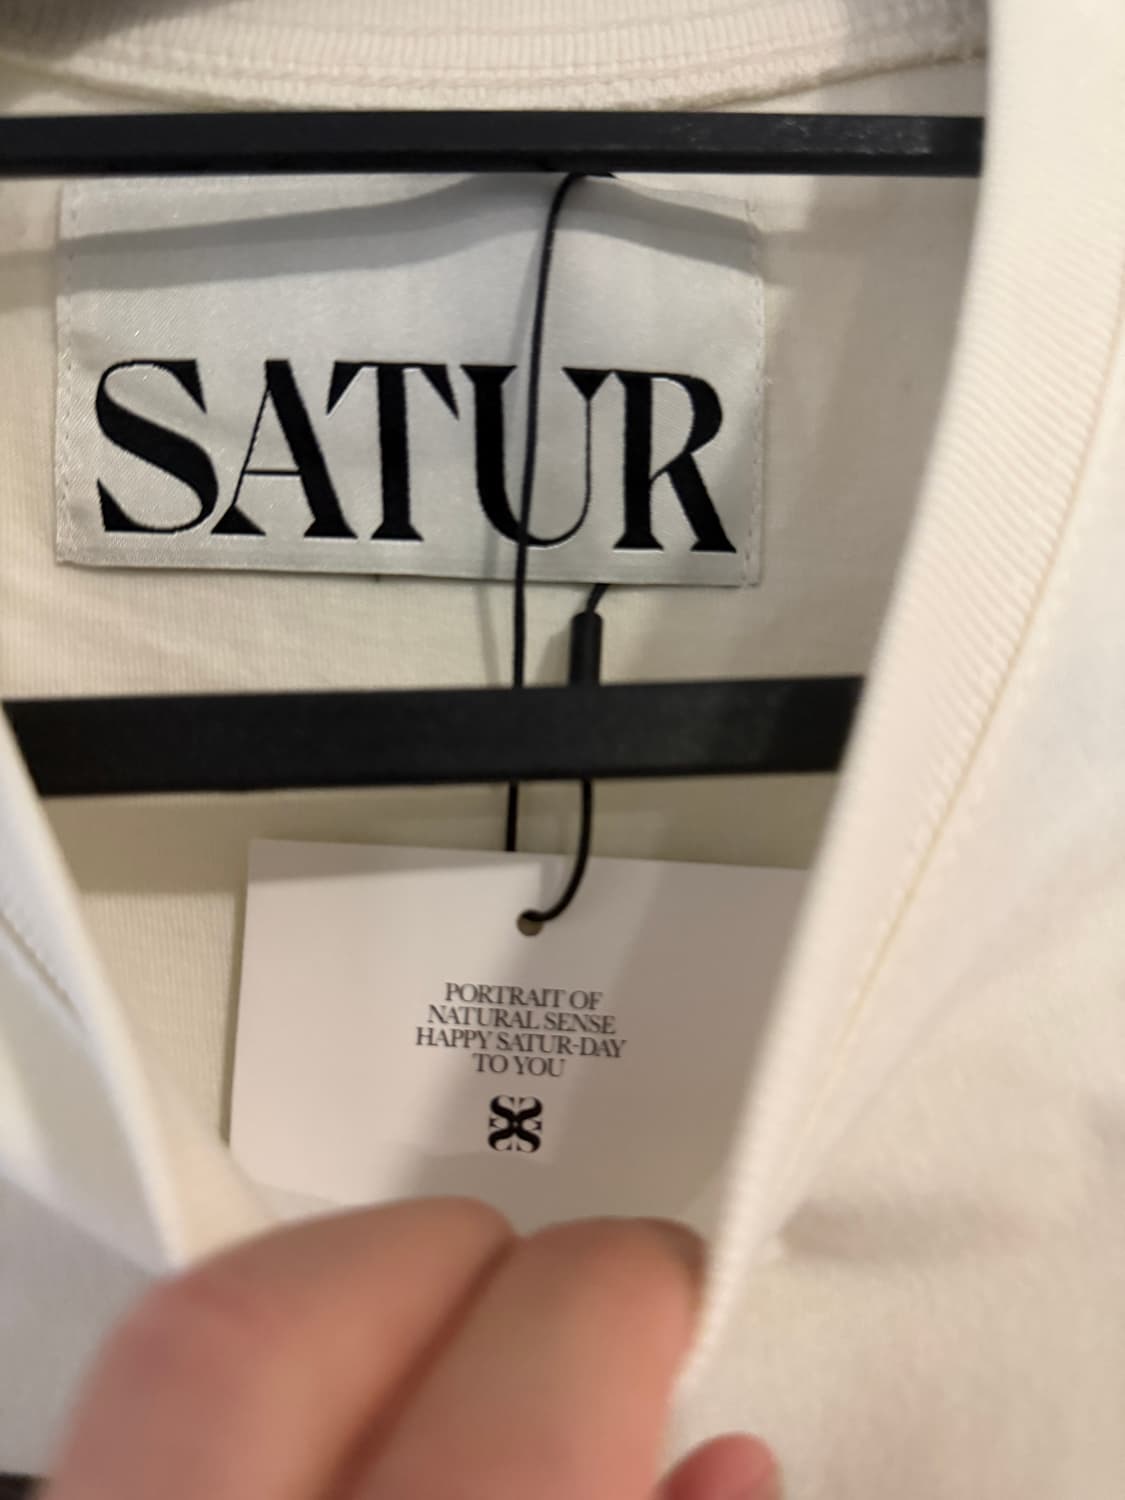 SATUR
PORTRAIT OF
NATURAL SENSE
HAPPY SATUR-DAY
TO YOU